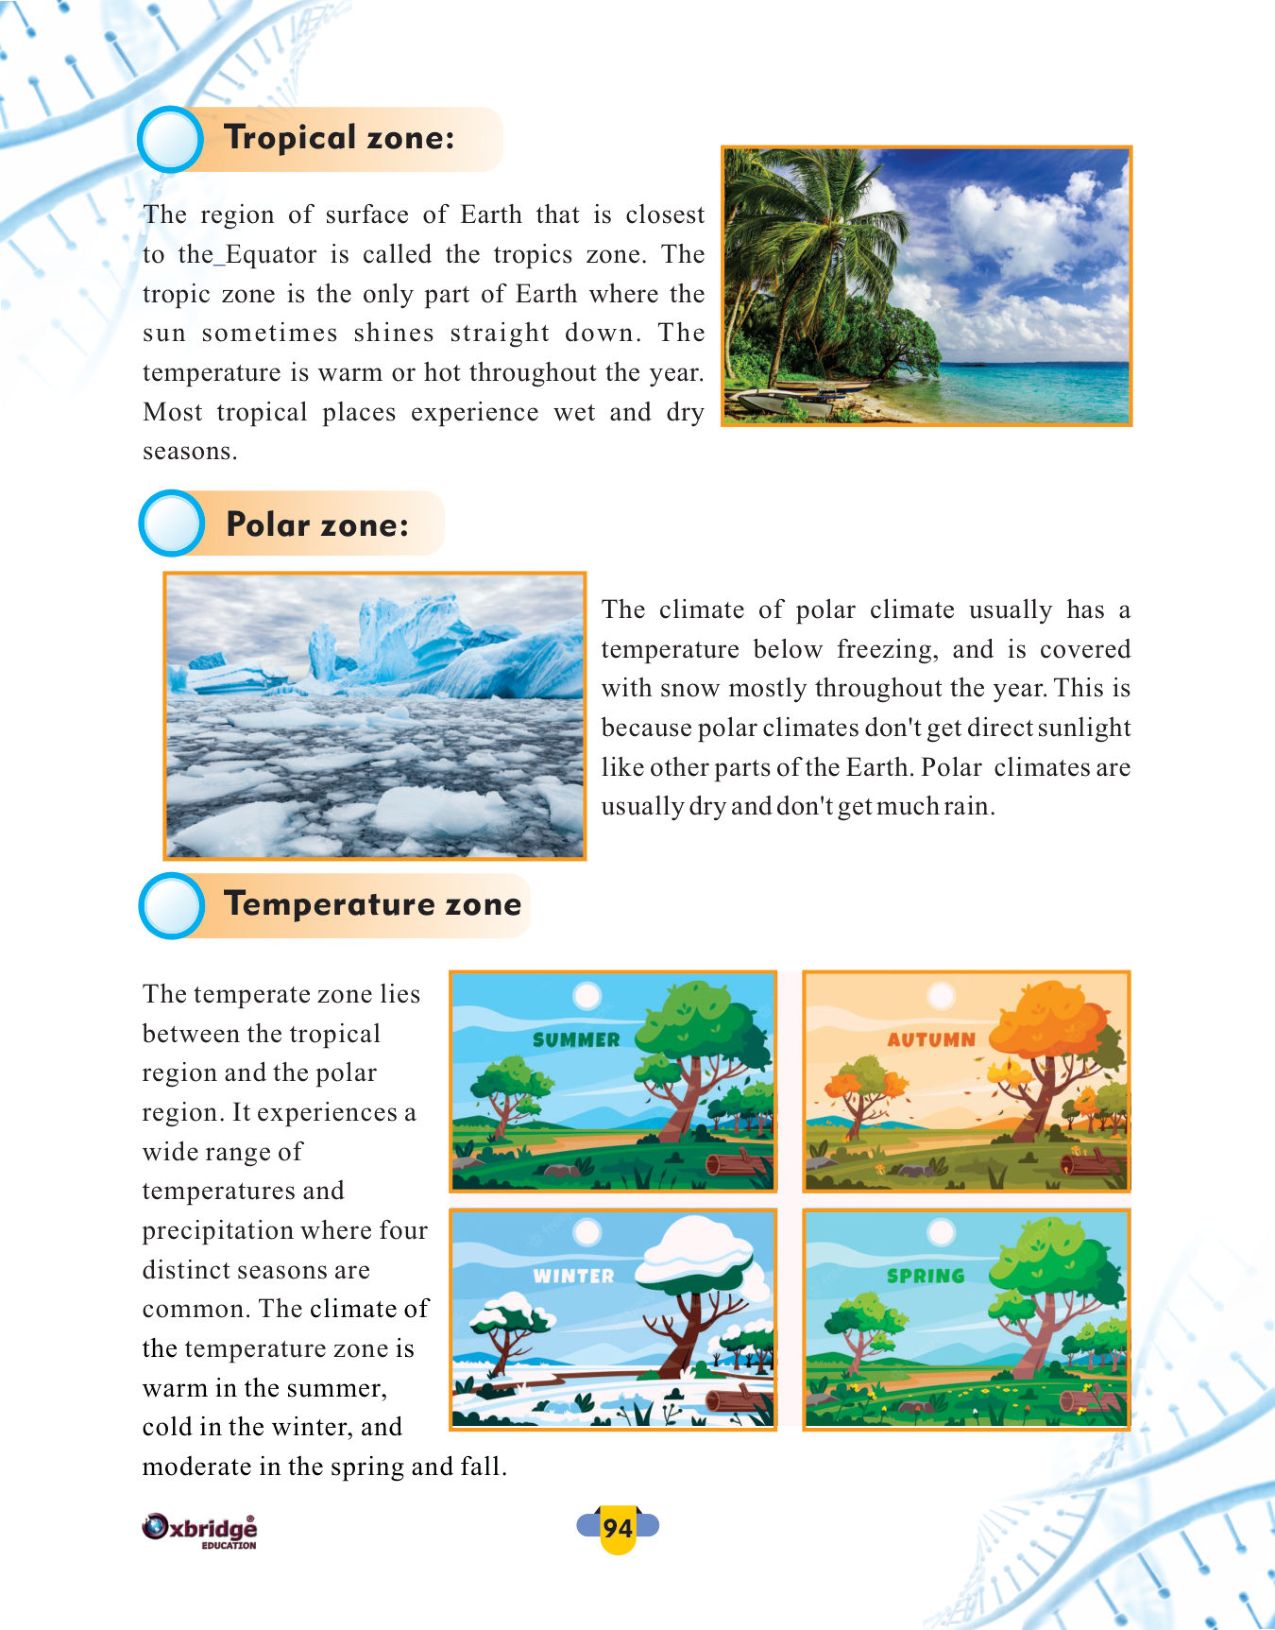 Tropical zone:
The region of surface of Earth that is closest
to the_Equator is called the tropics zone. The
tropic zone is the only part of Earth where the
sun sometimes shines straight down. The
temperature is warm or hot throughout the year.
Most tropical places experience wet and dry
seasons.
Polar zone:
The climate of polar climate usually has a
temperature below freezing, and is covered
with snow mostly throughout the year. This is
because polar climates don't get direct sunlight
like other parts of the Earth. Polar climates are
usually dry and don't get much rain.
Temperature zone
The temperate zone lies
between the tropical
region and the polar
region. It experiences a
wide range of
temperatures and
precipitation where four
distinct seasons are
common. The climate of
the temperature zone is
warm in the summer,
cold in the winter, and
moderate in the spring and fall.
SUMMER
AUTUMN
WINTER
SPRING
Oxbridge®
EDUCATION
94